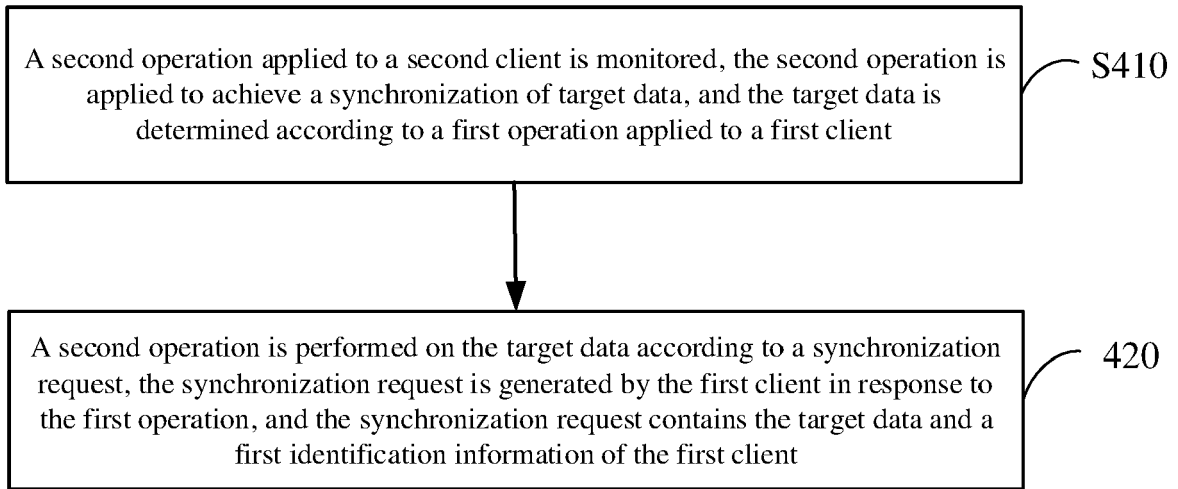 A second operation applied to a second client is monitored, the second operation is
applied to achieve a synchronization of target data, and the target data is
determined according to a first operation applied to a first client
S410
A second operation is performed on the target data according to a synchronization
request, the synchronization request is generated by the first client in response to
the first operation, and the synchronization request contains the target data and a
first identification information of the first client
420